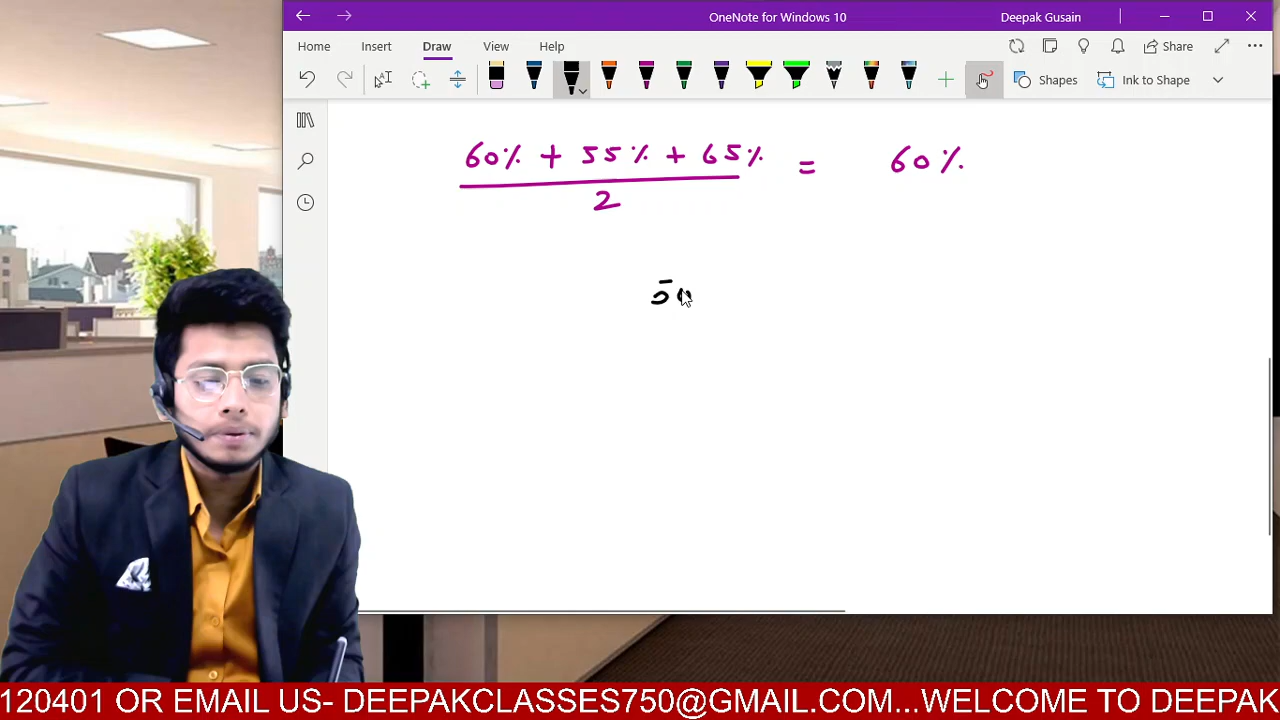 OneNote for Windows 10
Deepak Gusain
Home Insert Draw View Help
Share
Shapes
Ink to Shape
60% + 55% + 65%
= 60%
2
120401 OR EMAIL US- DEEPAKCLASSES750@GMAIL.COM...WELCOME TO DEEPAK